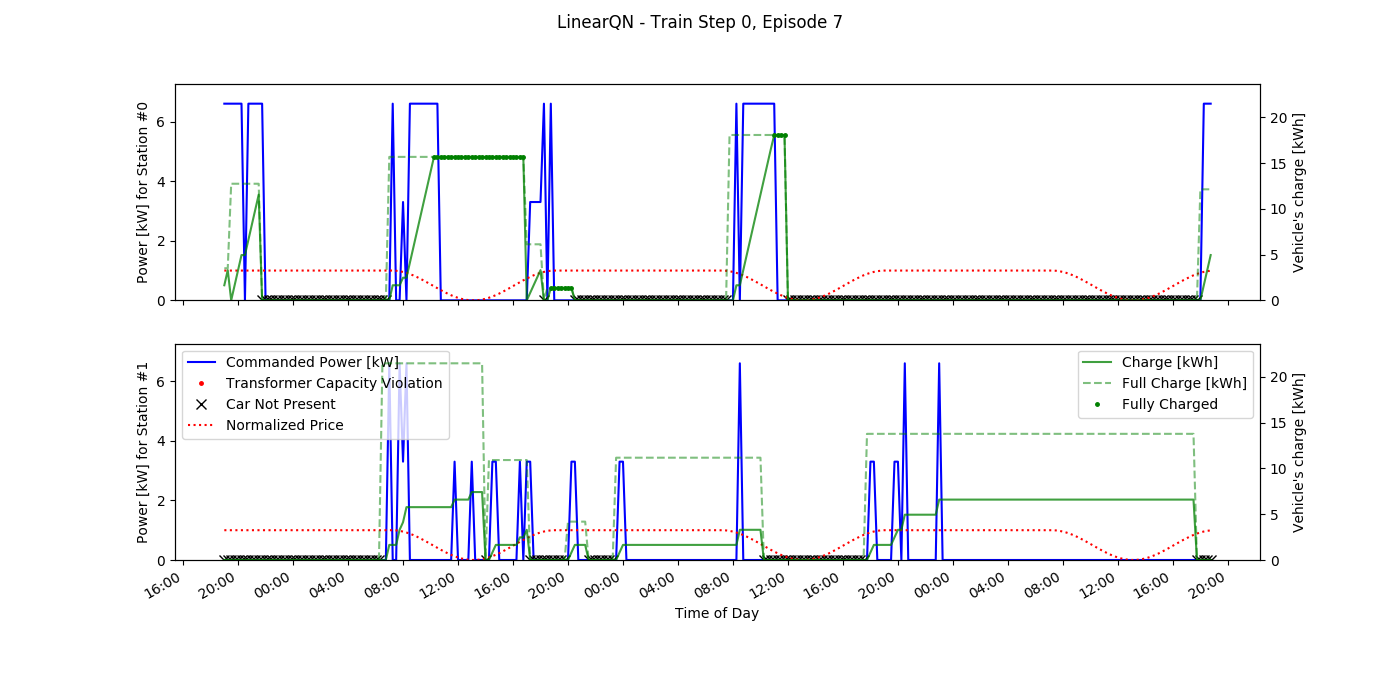 LinearQN - Train Step 0, Episode 7
Power [kW] for Station #0
6
4
2
0
20
15
10
5
0
Vehicle's charge [kWh]
Power [kW] for Station #1
6
4
2
0
Commanded Power [kW]
Transformer Capacity Violation
Car Not Present
Normalized Price
Charge [kWh]
Full Charge [kWh]
Fully Charged
20
15
10
5
0
Vehicle's charge [kWh]
16:00 20:00 00:00 04:00 08:00 12:00 16:00 20:00 00:00 04:00 08:00 12:00 16:00 20:00 00:00 04:00 08:00 12:00 16:00 20:00
Time of Day